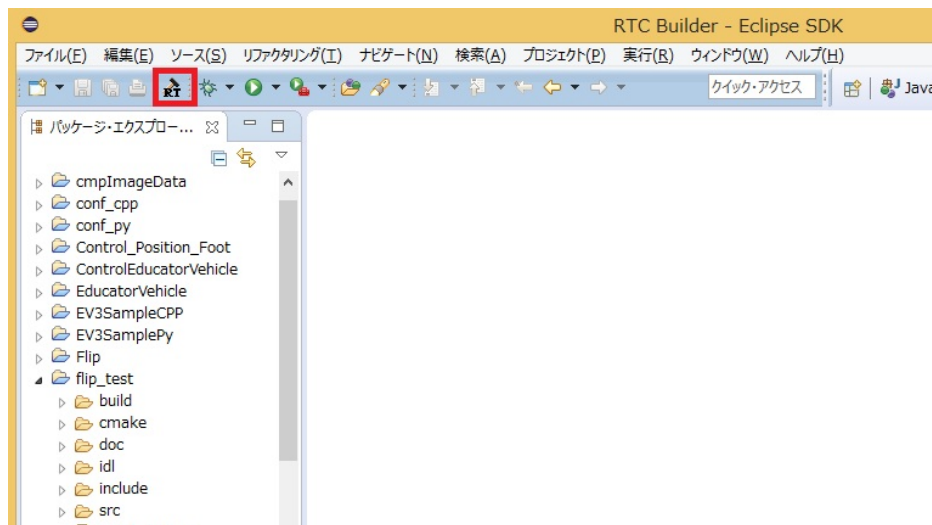 RTC Builder - Eclipse SDK
ファイル(F) 編集(E) ソース(S) リファクタリング(T) ナビゲート(N) 検索(A) プロジェクト(P) 実行(R) ウィンドウ(W) ヘルプ(H)
RT クイック・アクセス Java
パッケージ・エクスプロー...
cmpImageData
conf_cpp
conf_py
Control_Position_Foot
ControlEducatorVehicle
EducatorVehicle
EV3SampleCPP
EV3SamplePy
Flip
flip_test
build
cmake
doc
idl
include
src